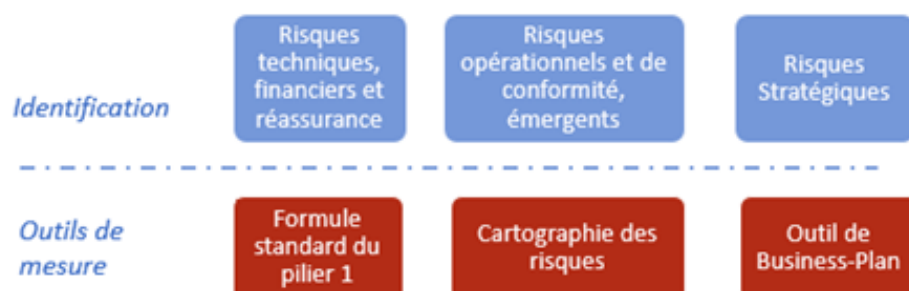 Identification
Risques
techniques,
financiers et
réassurance
Risques
opérationnels et de
conformité,
émergents
Risques
Stratégiques
Outils de
mesure
Formule
standard du
pilier 1
Cartographie des
risques
Outil de
Business-Plan